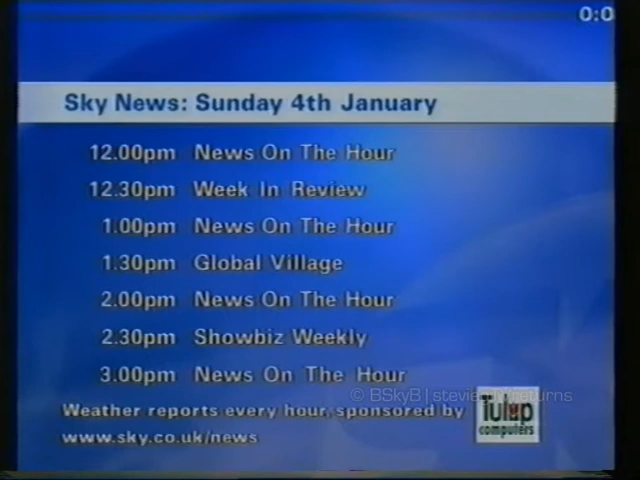 0:0
Sky News: Sunday 4th January
12.00pm News On The Hour
12.30pm Week In Review
1.00pm News On The Hour
1.30pm Global Village
2.00pm News On The Hour
2.30pm Showbiz Weekly
3.00pm News On The Hour
© BSkyB | returns
Weather reports every hour, sponsored by
Tulip
computers
www.sky.co.uk/news